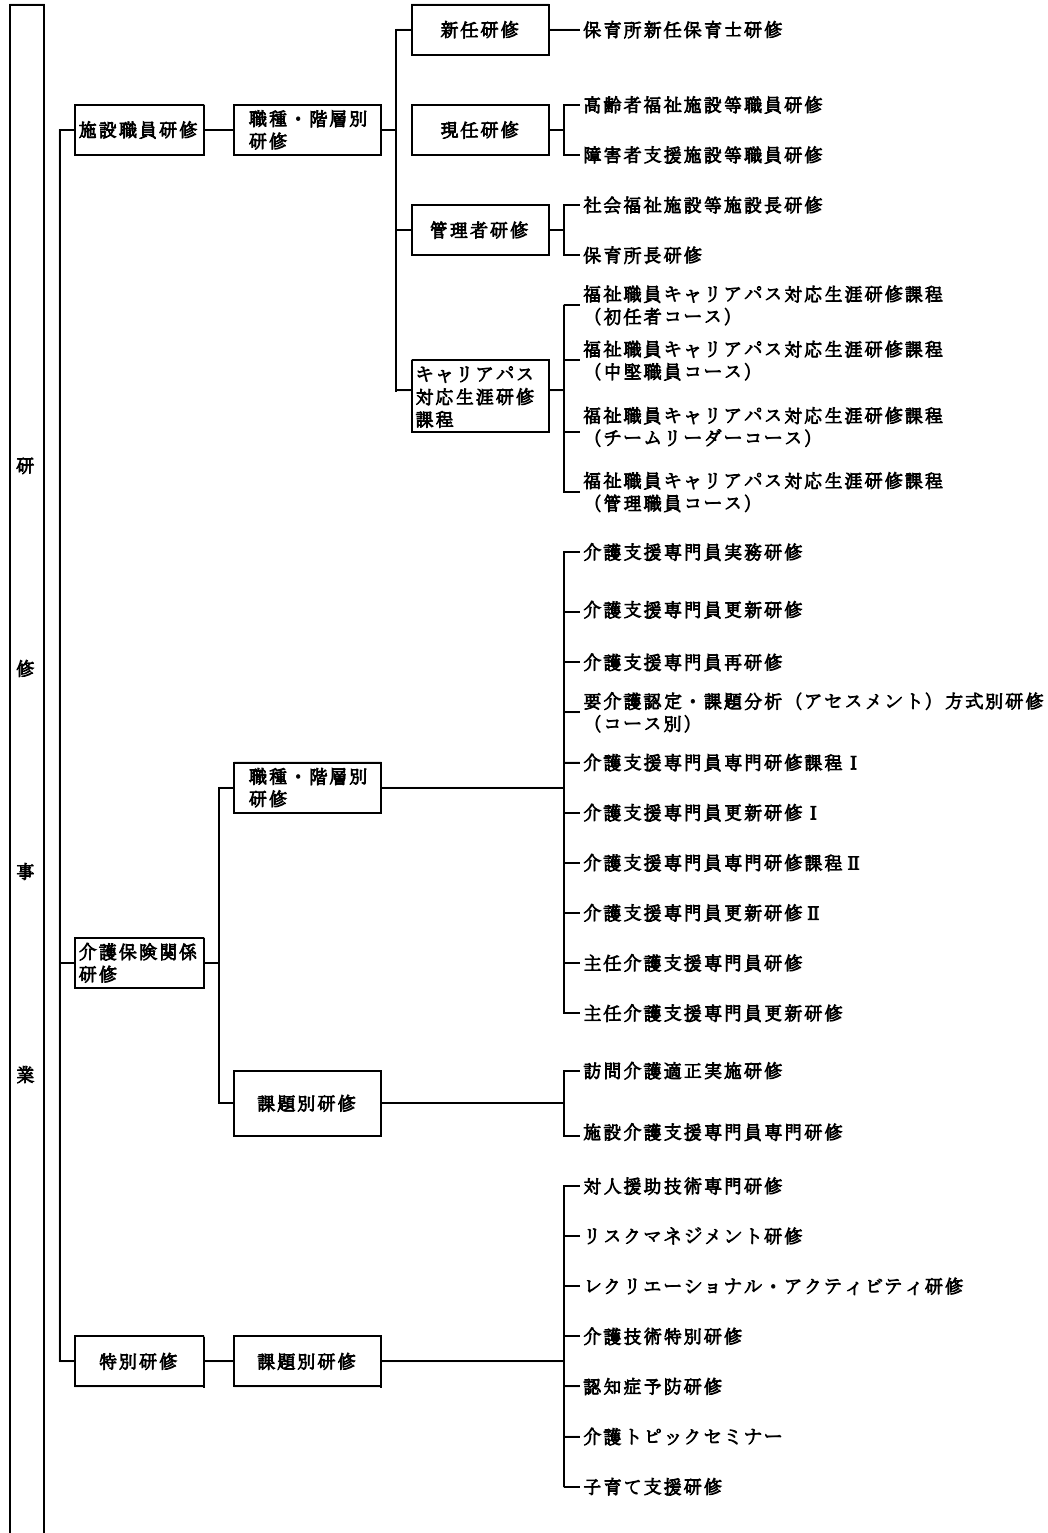 研修事業
施設職員研修
職種・階層別
研修
新任研修
保育所新任保育士研修
現任研修
高齢者福祉施設等職員研修
障害者支援施設等職員研修
管理者研修
社会福祉施設等施設長研修
保育所長研修
キャリアパス
対応生涯研修
課程
福祉職員キャリアパス対応生涯研修課程
（初任者コース）
福祉職員キャリアパス対応生涯研修課程
（中堅職員コース）
福祉職員キャリアパス対応生涯研修課程
（チームリーダーコース）
福祉職員キャリアパス対応生涯研修課程
（管理職員コース）
介護保険関係
研修
職種・階層別
研修
介護支援専門員実務研修
介護支援専門員更新研修
介護支援専門員再研修
要介護認定・課題分析（アセスメント）方式別研修
（コース別）
介護支援専門員専門研修課程Ⅰ
介護支援専門員更新研修Ⅰ
介護支援専門員専門研修課程Ⅱ
介護支援専門員更新研修Ⅱ
主任介護支援専門員研修
主任介護支援専門員更新研修
課題別研修
訪問介護適正実施研修
施設介護支援専門員専門研修
特別研修
課題別研修
対人援助技術専門研修
リスクマネジメント研修
レクリエーショナル・アクティビティ研修
介護技術特別研修
認知症予防研修
介護トピックセミナー
子育て支援研修